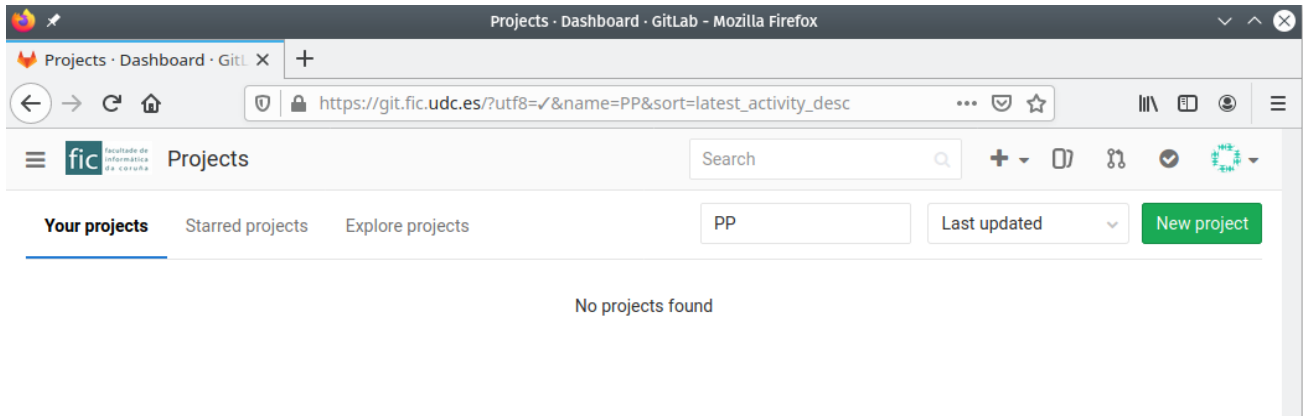 Projects · Dashboard · GitLab - Mozilla Firefox
Projects · Dashboard · GitL
https://git.fic.udc.es/?utf8=✓&name=PP&sort=latest_activity_desc
fic facultade de informática da coruña Projects Search
Your projects Starred projects Explore projects PP Last updated New project
No projects found